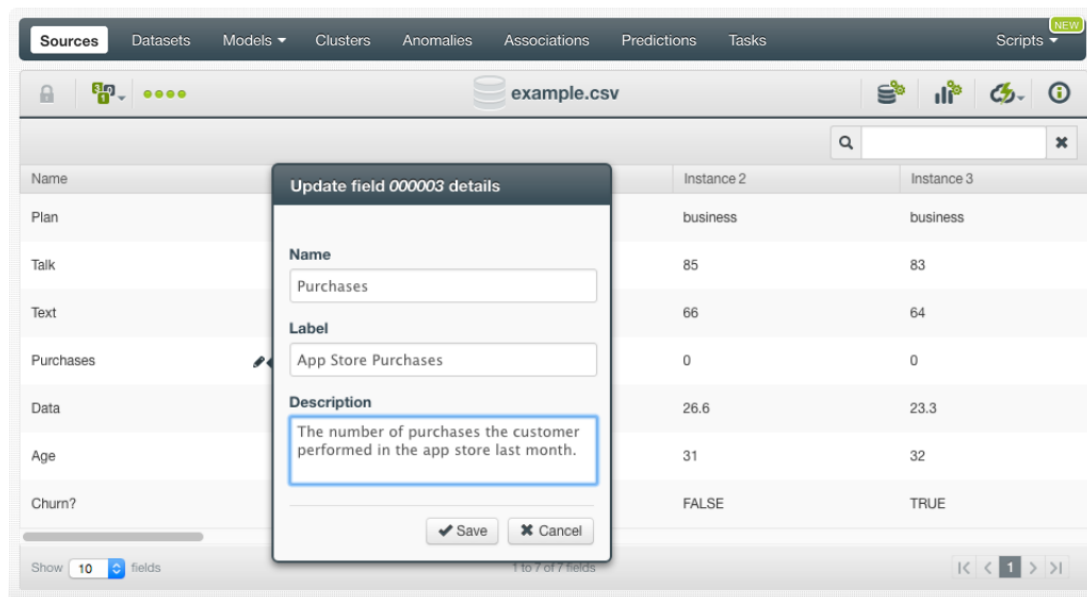 Sources Datasets Models Clusters Anomalies Associations Predictions Tasks Scripts NEW
example.csv
Name Instance 2 Instance 3
Plan business business
Talk 85 83
Text 66 64
Purchases 0 0
Data 26.6 23.3
Age 31 32
Churn? FALSE TRUE
Update field 000003 details
Name
Purchases
Label
App Store Purchases
Description
The number of purchases the customer
performed in the app store last month.
Save Cancel
Show 10 fields 1 to 7 of 7 fields 1